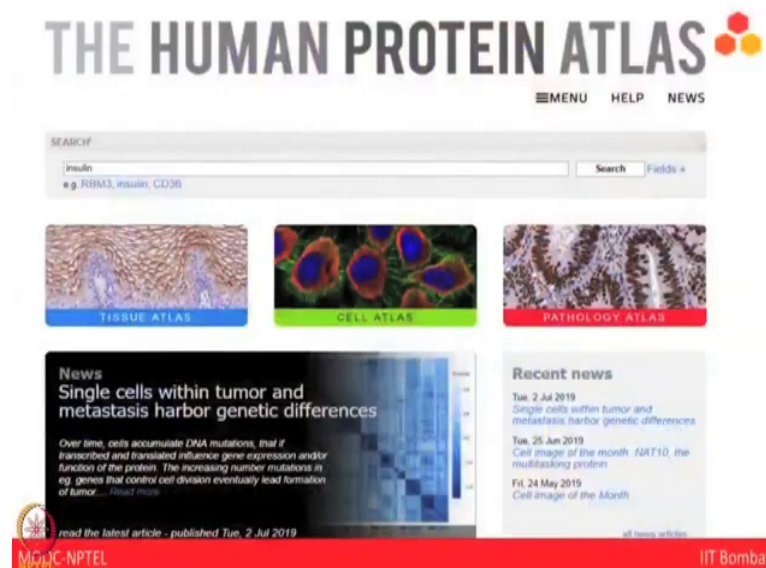 THE HUMAN PROTEIN ATLAS
≡MENU HELP NEWS
SEARCH
insulin
Search
Fields »
e.g. RBM3, insulin, CD36
TISSUE ATLAS
CELL ATLAS
PATHOLOGY ATLAS
News
Single cells within tumor and
metastasis harbor genetic differences
Over time, cells accumulate DNA mutations, that if
transcribed and translated influence gene expression and/or
function of the protein. The increasing number mutations in
eg. genes that control cell division eventually lead formation
of tumor.... Read more
read the latest article - published Tue, 2 Jul 2019
Recent news
Tue, 2 Jul 2019
Single cells within tumor and
metastasis harbor genetic differences
Tue, 25 Jun 2019
Cell image of the month: NAT10, the
multitasking protein
Fri, 24 May 2019
Cell Image of the Month
all news articles
MOOC-NPTEL
NPTEL
IIT Bomba